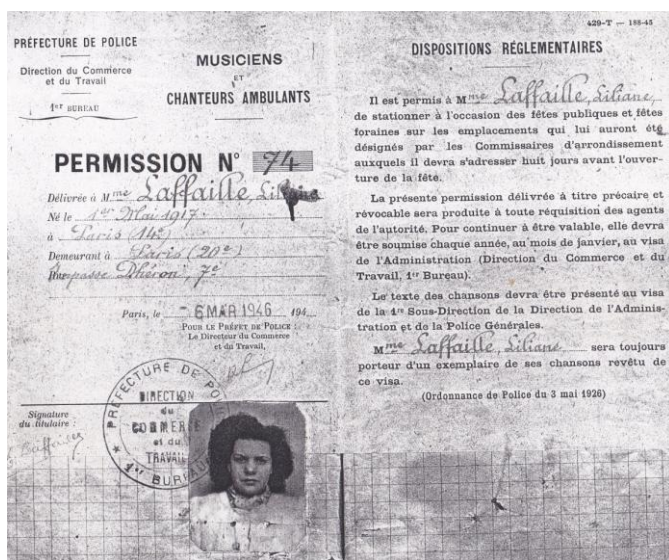 PRÉFECTURE DE POLICE
Direction du Commerce
et du Travail
1er BUREAU
MUSICIENS
ET
CHANTEURS AMBULANTS
PERMISSION N° 74
Délivrée à Mme Laffaille, Liliane
Né le 1er Mai 1917
à Paris (14e)
Demeurant à Paris (20e)
Impasse Dhéron, 7e
Paris, le -6 MAR 1946 194
POUR LE PRÉFET DE POLICE :
Le Directeur du Commerce
et du Travail,
PRÉFECTURE DE POLICE
DIRECTION
du
COMMERCE
et du
TRAVAIL
1er BUREAU
Signature
du titulaire :
429-T — 188-45
DISPOSITIONS RÉGLEMENTAIRES
Il est permis à Mme Laffaille, Liliane,
de stationner à l'occasion des fêtes publiques et fêtes
foraines sur les emplacements qui lui auront été
désignés par les Commissaires d'arrondissement
auxquels il devra s'adresser huit jours avant l'ouver-
ture de la fête.
La présente permission délivrée à titre précaire et
révocable sera produite à toute réquisition des agents
de l'autorité. Pour continuer à être valable, elle devra
être soumise chaque année, au mois de janvier, au visa
de l'Administration (Direction du Commerce et du
Travail, 1er Bureau).
Le texte des chansons devra être présenté au visa
de la 1re Sous-Direction de la Direction de l'Adminis-
tration et de la Police Générales.
Mme Laffaille, Liliane sera toujours
porteur d'un exemplaire de ses chansons revêtu de
ce visa.
(Ordonnance de Police du 3 mai 1926)